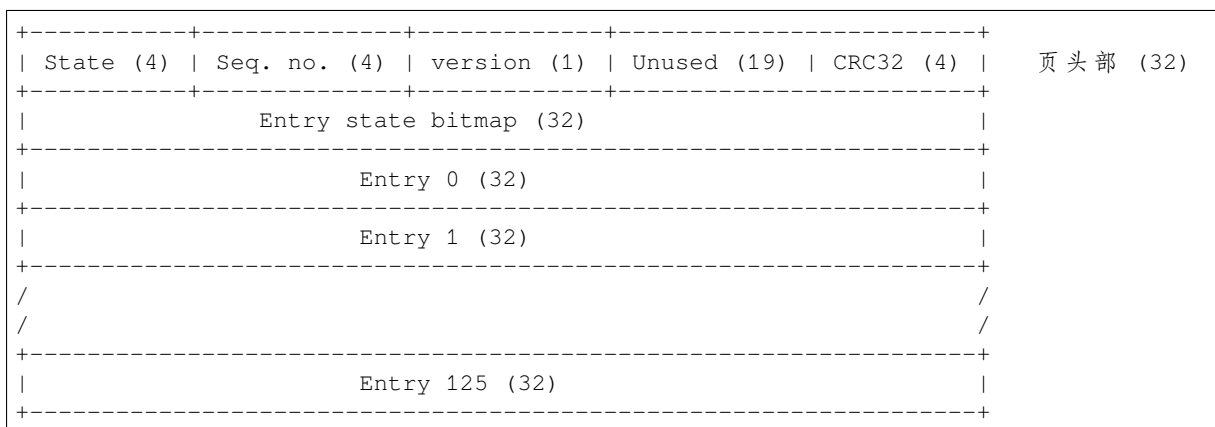 +-----------+--------------+-------------+-------------------------+
| State (4) | Seq. no. (4) | version (1) | Unused (19) | CRC32 (4) | 页头部 (32)
+-----------+--------------+-------------+-------------------------+
| Entry state bitmap (32) |
+------------------------------------------------------------------+
| Entry 0 (32) |
+------------------------------------------------------------------+
| Entry 1 (32) |
+------------------------------------------------------------------+
/ /
/ /
+------------------------------------------------------------------+
| Entry 125 (32) |
+------------------------------------------------------------------+